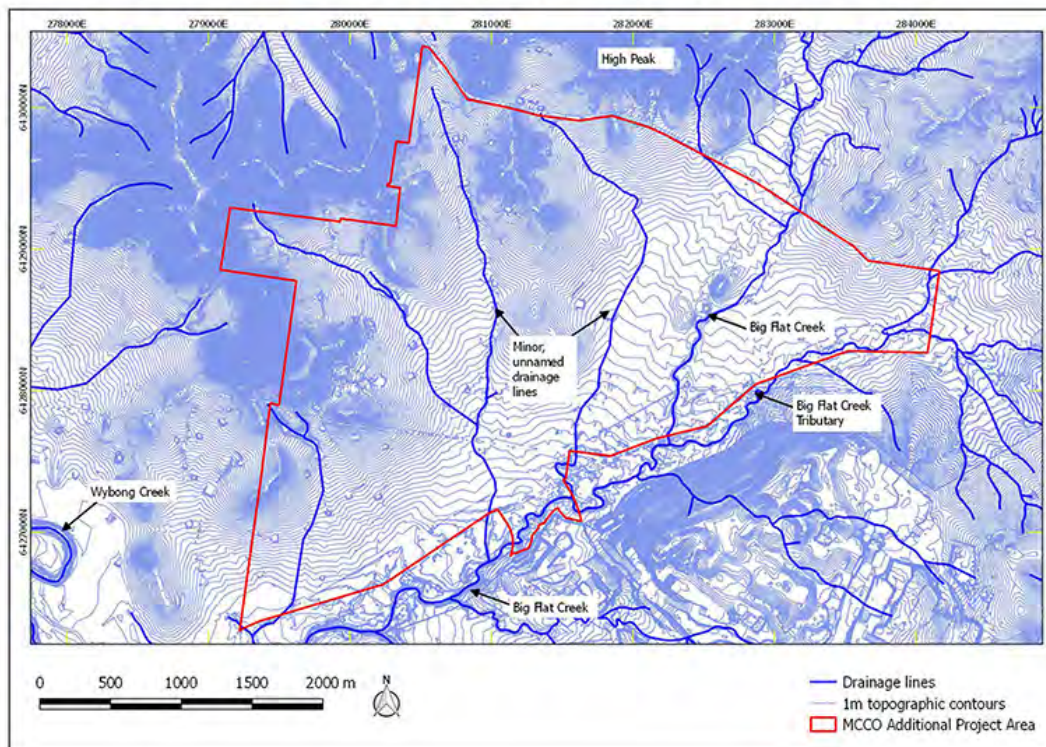 278000E 279000E 280000E 281000E 282000E 283000E 284000E
High Peak
6430000N
6429000N
Big Flat Creek
Minor,
unnamed
drainage
lines
6428000N
Big Flat Creek
Tributary
Wybong Creek
6427000N
Big Flat Creek
0 500 1000 1500 2000 m
N
Drainage lines
1m topographic contours
MCCO Additional Project Area